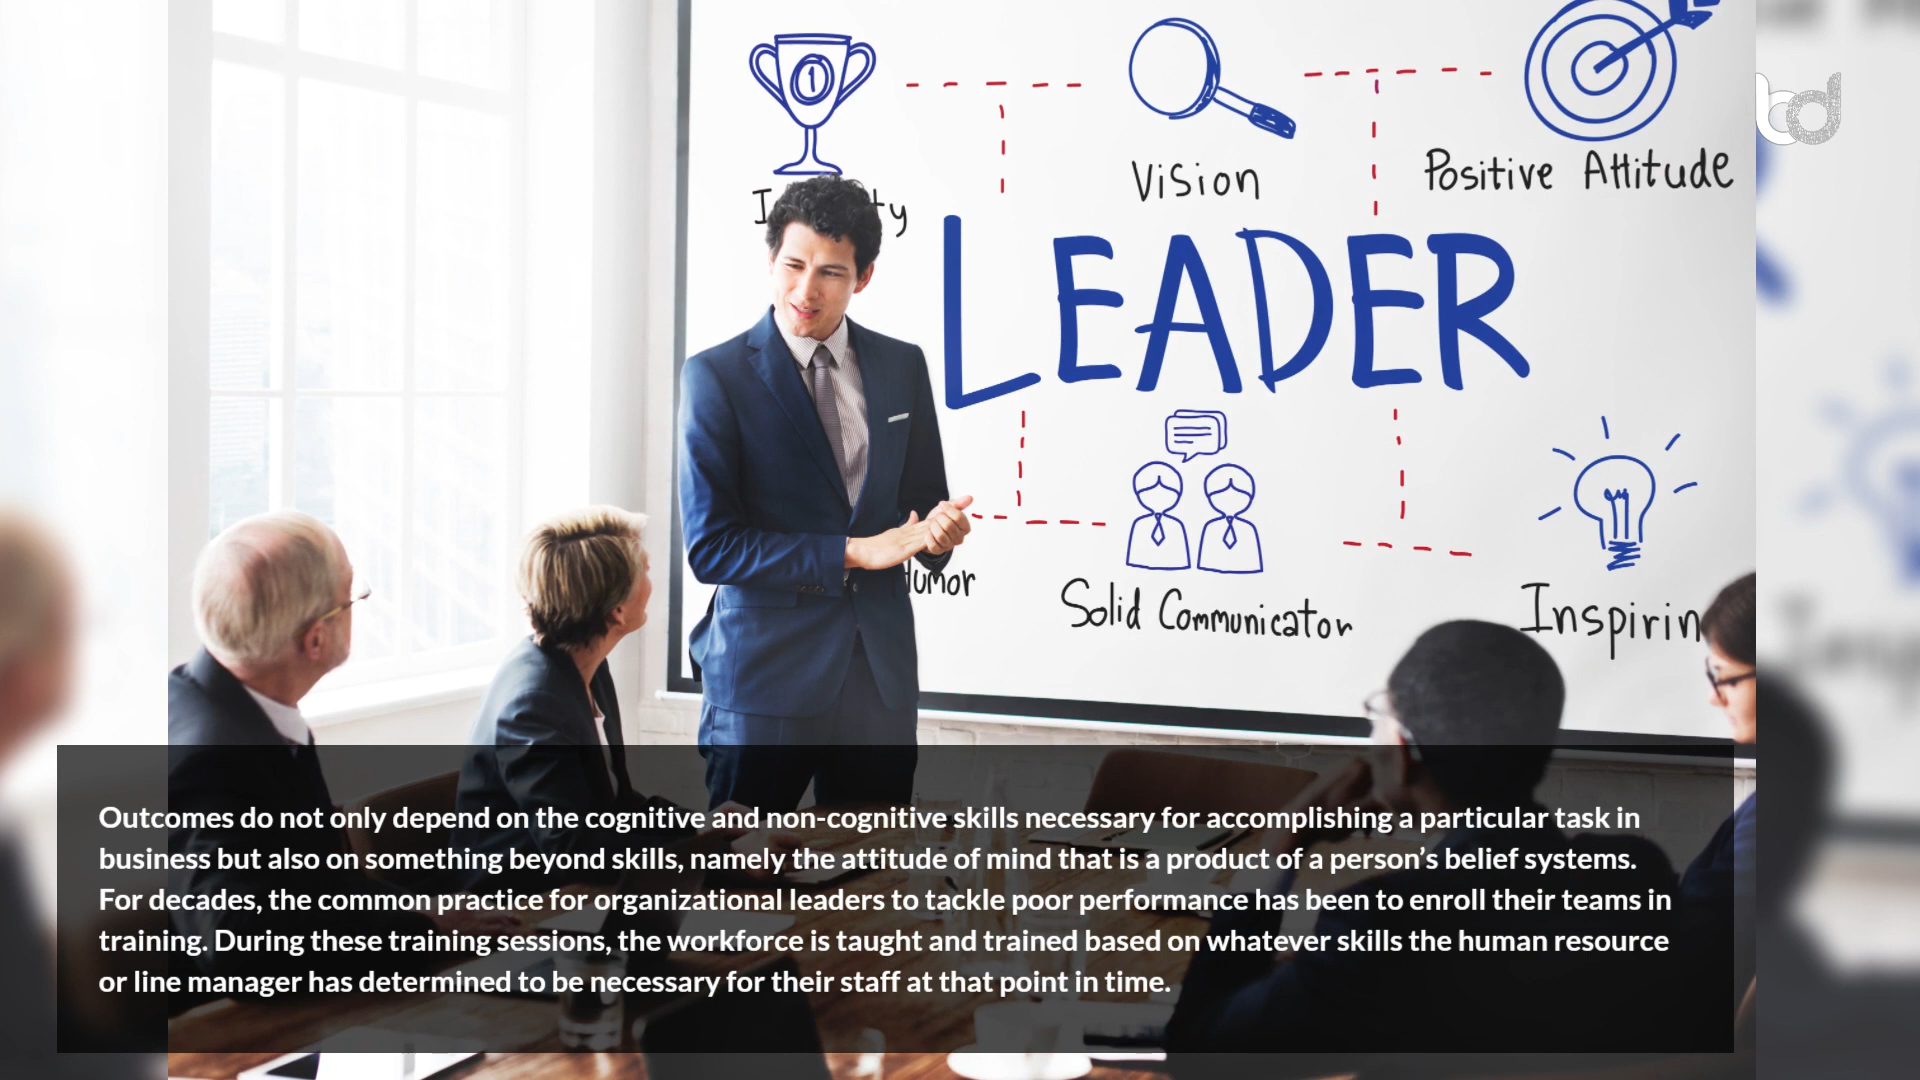 1
Vision
Positive Attitude
LEADER
Solid Communicator
bd
Outcomes do not only depend on the cognitive and non-cognitive skills necessary for accomplishing a particular task in
business but also on something beyond skills, namely the attitude of mind that is a product of a person’s belief systems.
For decades, the common practice for organizational leaders to tackle poor performance has been to enroll their teams in
training. During these training sessions, the workforce is taught and trained based on whatever skills the human resource
or line manager has determined to be necessary for their staff at that point in time.